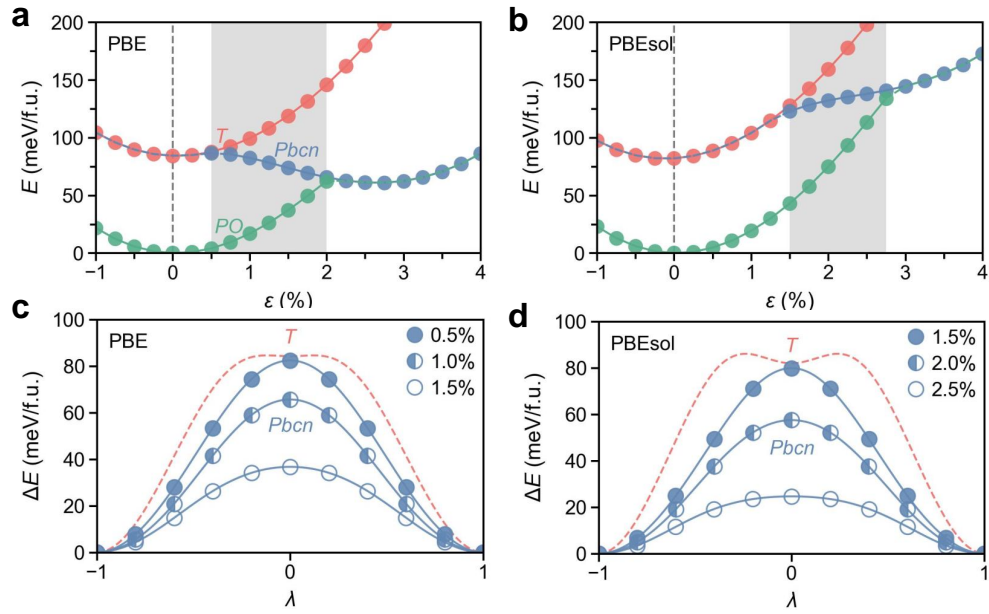 a
PBE
200
150
100
50
0
E (meV/f.u.)
T
Pbcn
PO
−1 0 1 2 3 4
ε (%)
b
PBEsol
200
150
100
50
0
E (meV/f.u.)
−1 0 1 2 3 4
ε (%)
c
PBE
100
80
60
40
20
0
ΔE (meV/f.u.)
T
Pbcn
0.5%
1.0%
1.5%
−1 0 1
λ
d
PBEsol
100
80
60
40
20
0
ΔE (meV/f.u.)
T
Pbcn
1.5%
2.0%
2.5%
−1 0 1
λ